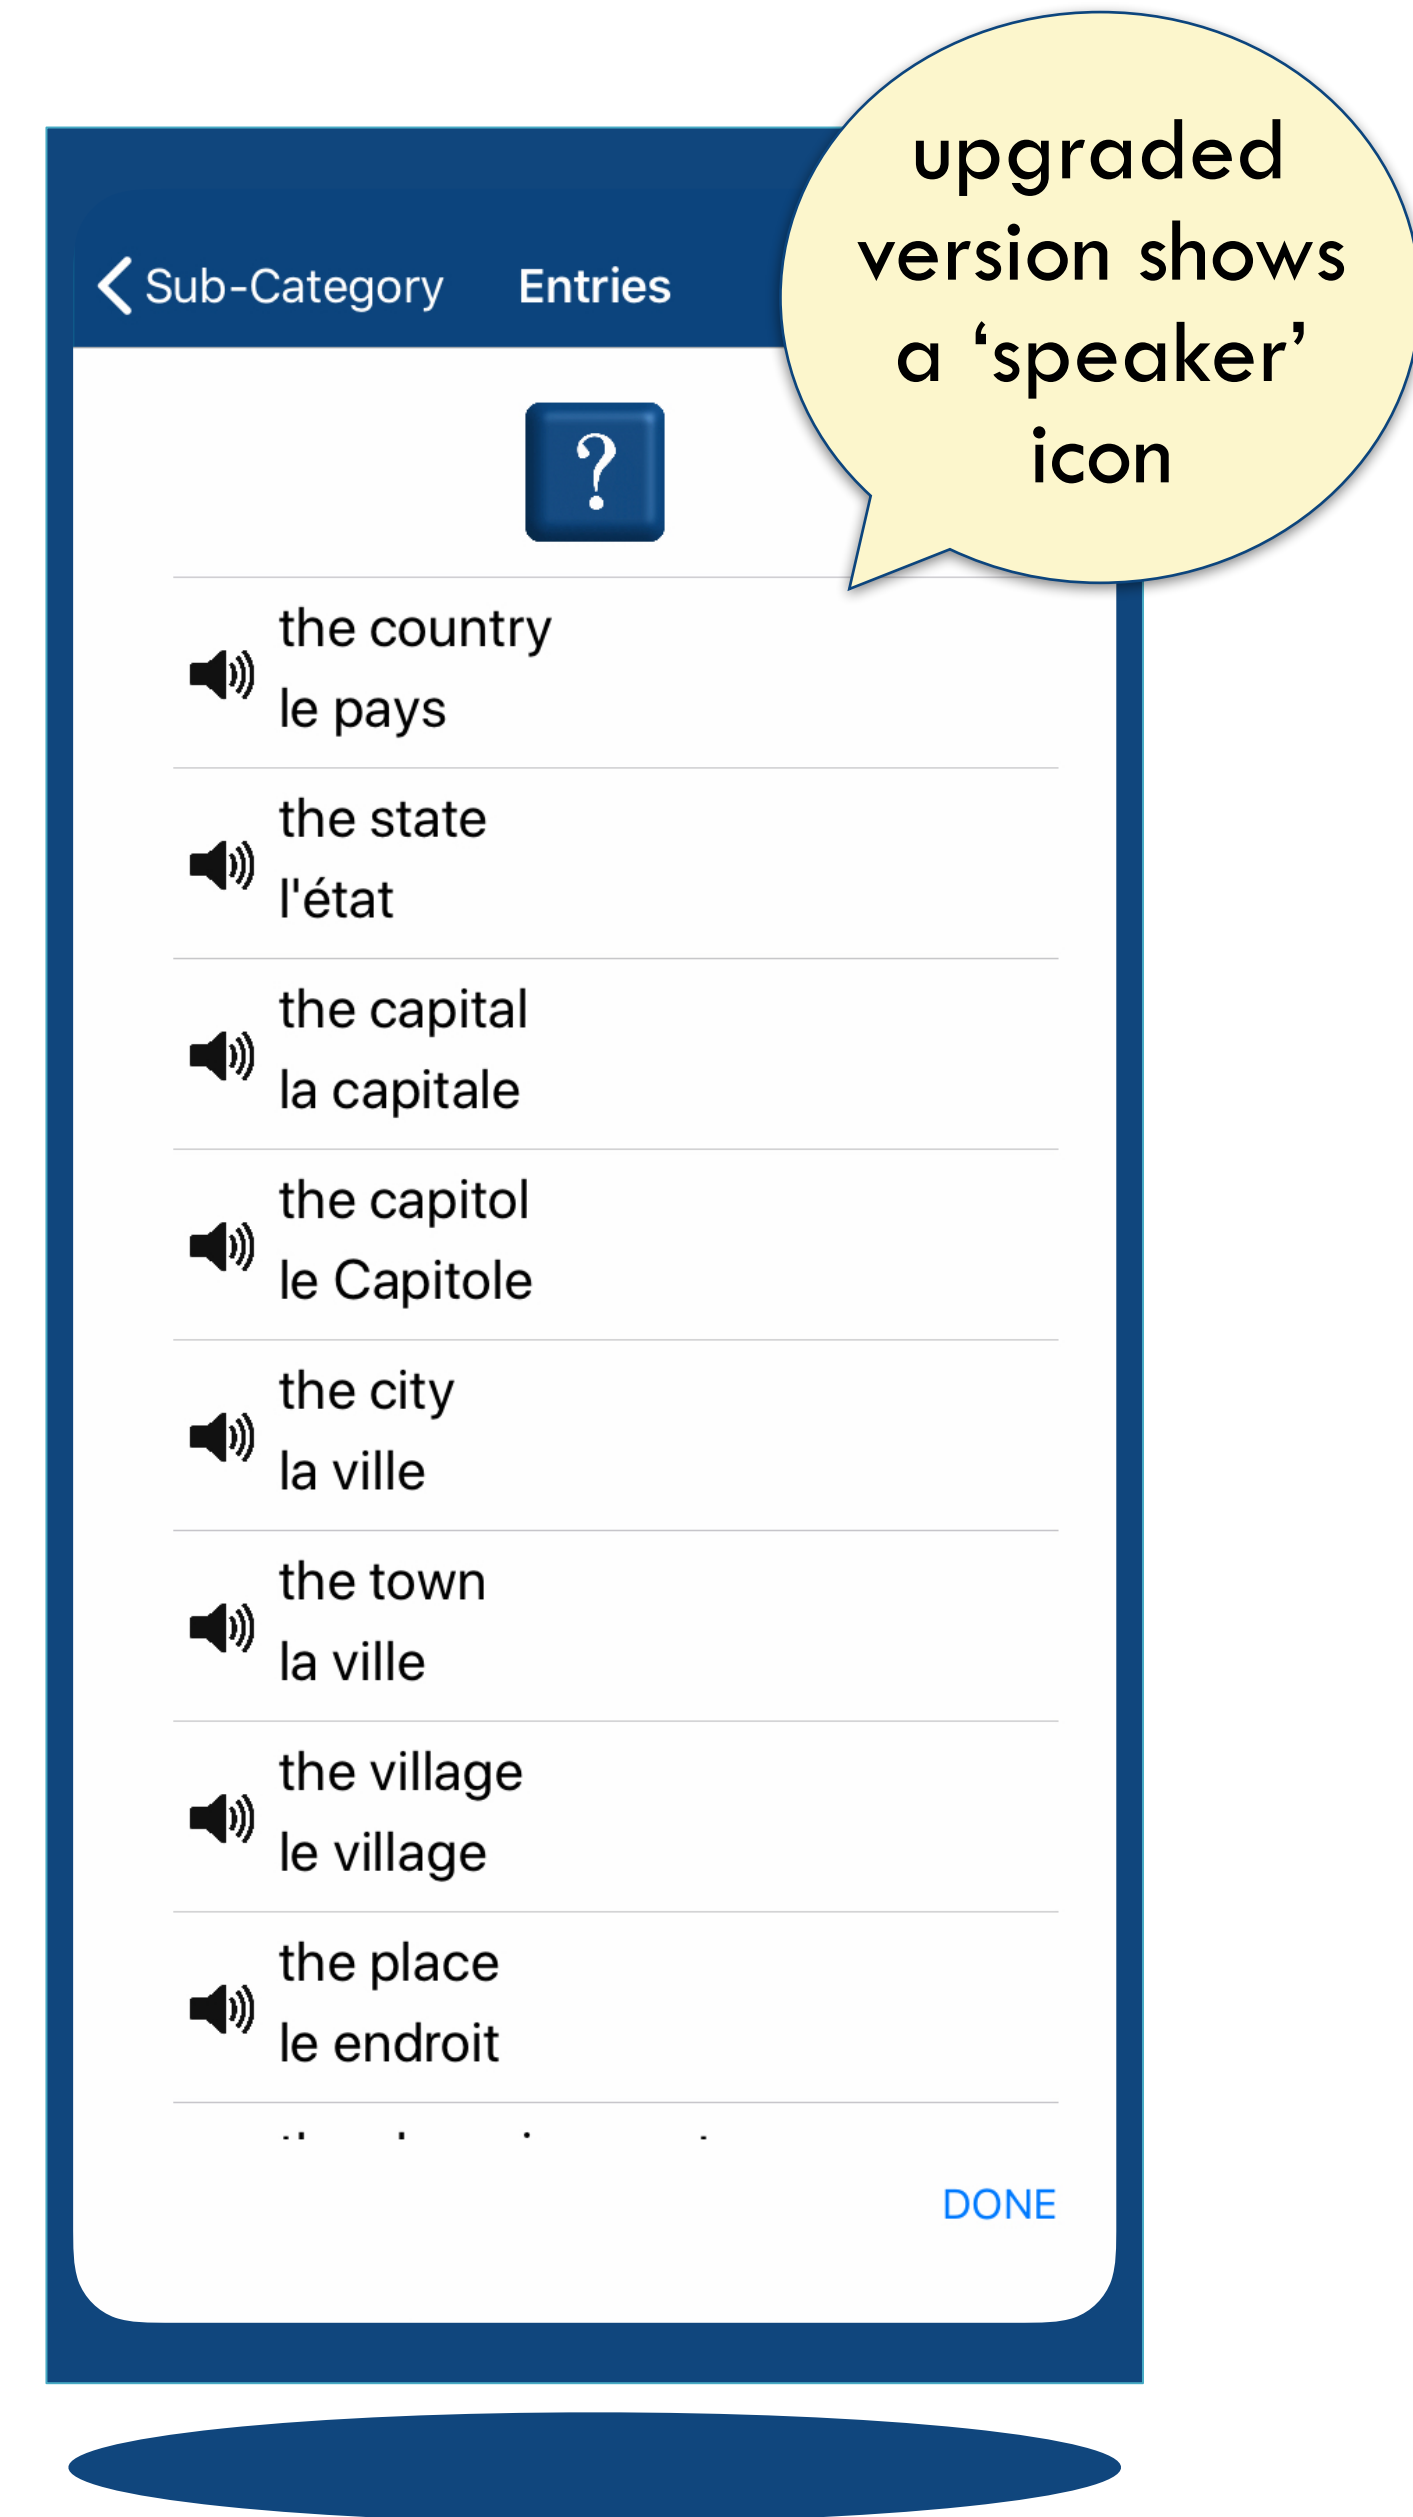 upgraded
version shows
a ‘speaker’
icon
Sub-Category
Entries
?
the country
le pays
the state
l'état
the capital
la capitale
the capitol
le Capitole
the city
la ville
the town
la ville
the village
le village
the place
le endroit
DONE